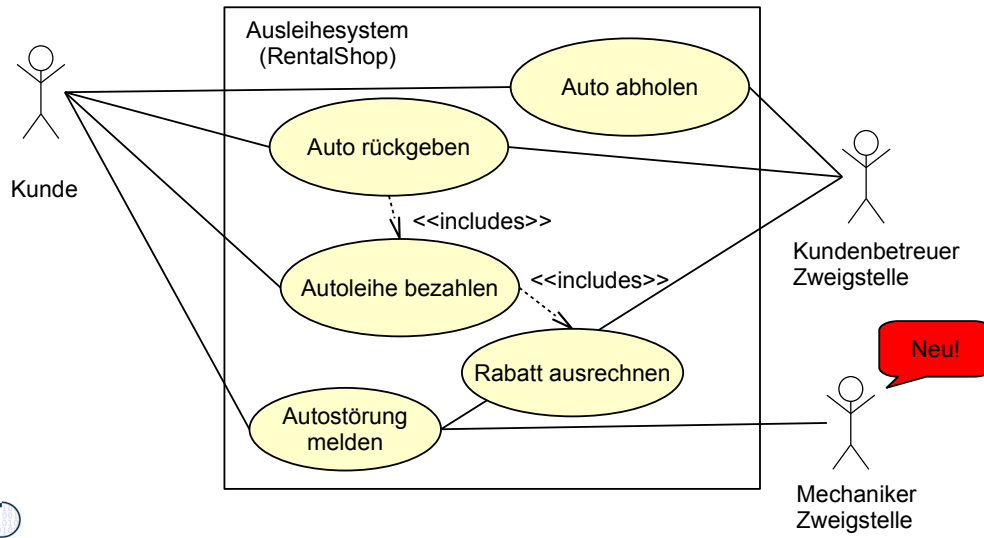 Ausleihesystem
(RentalShop)
Auto abholen
Auto rückgeben
Kunde
<<includes>>
Kundenbetreuer
Zweigstelle
Autoleihe bezahlen
<<includes>>
Neu!
Rabatt ausrechnen
Autostörung
melden
Mechaniker
Zweigstelle